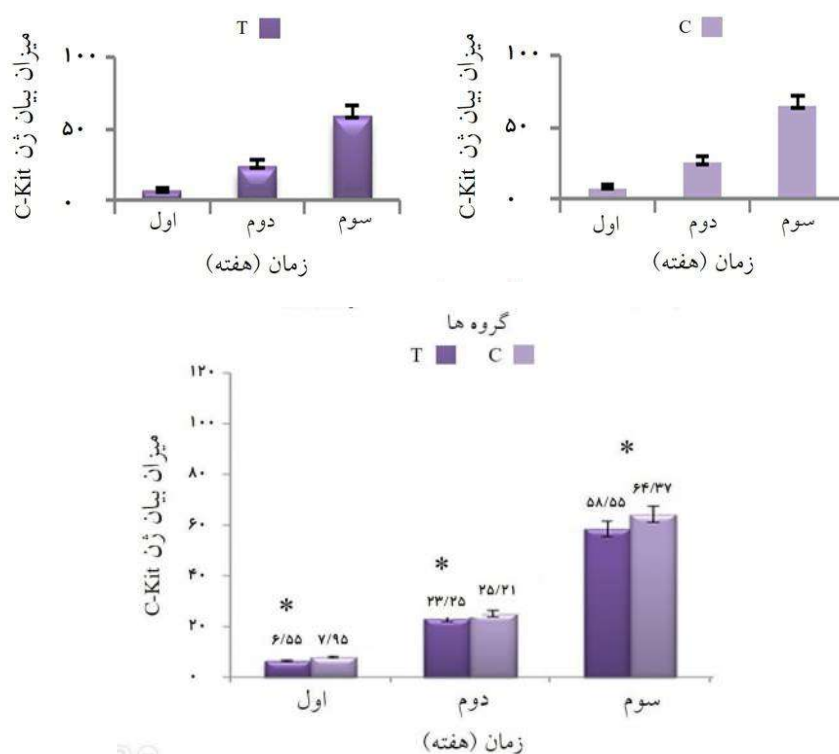 T
میزان بیان ژن C-Kit
۱۰۰
۵۰
۰
اول دوم سوم
زمان (هفته)
C
میزان بیان ژن C-Kit
۱۰۰
۵۰
۰
اول دوم سوم
زمان (هفته)
گروه ها
T C
میزان بیان ژن C-Kit
۱۲۰
۱۰۰
۸۰
۶۰
۴۰
۲۰
۰
* * *
۶/۵۵ ۷/۹۵
۲۳/۲۵ ۲۵/۲۱
۵۸/۵۵ ۶۴/۳۷
اول دوم سوم
زمان (هفته)